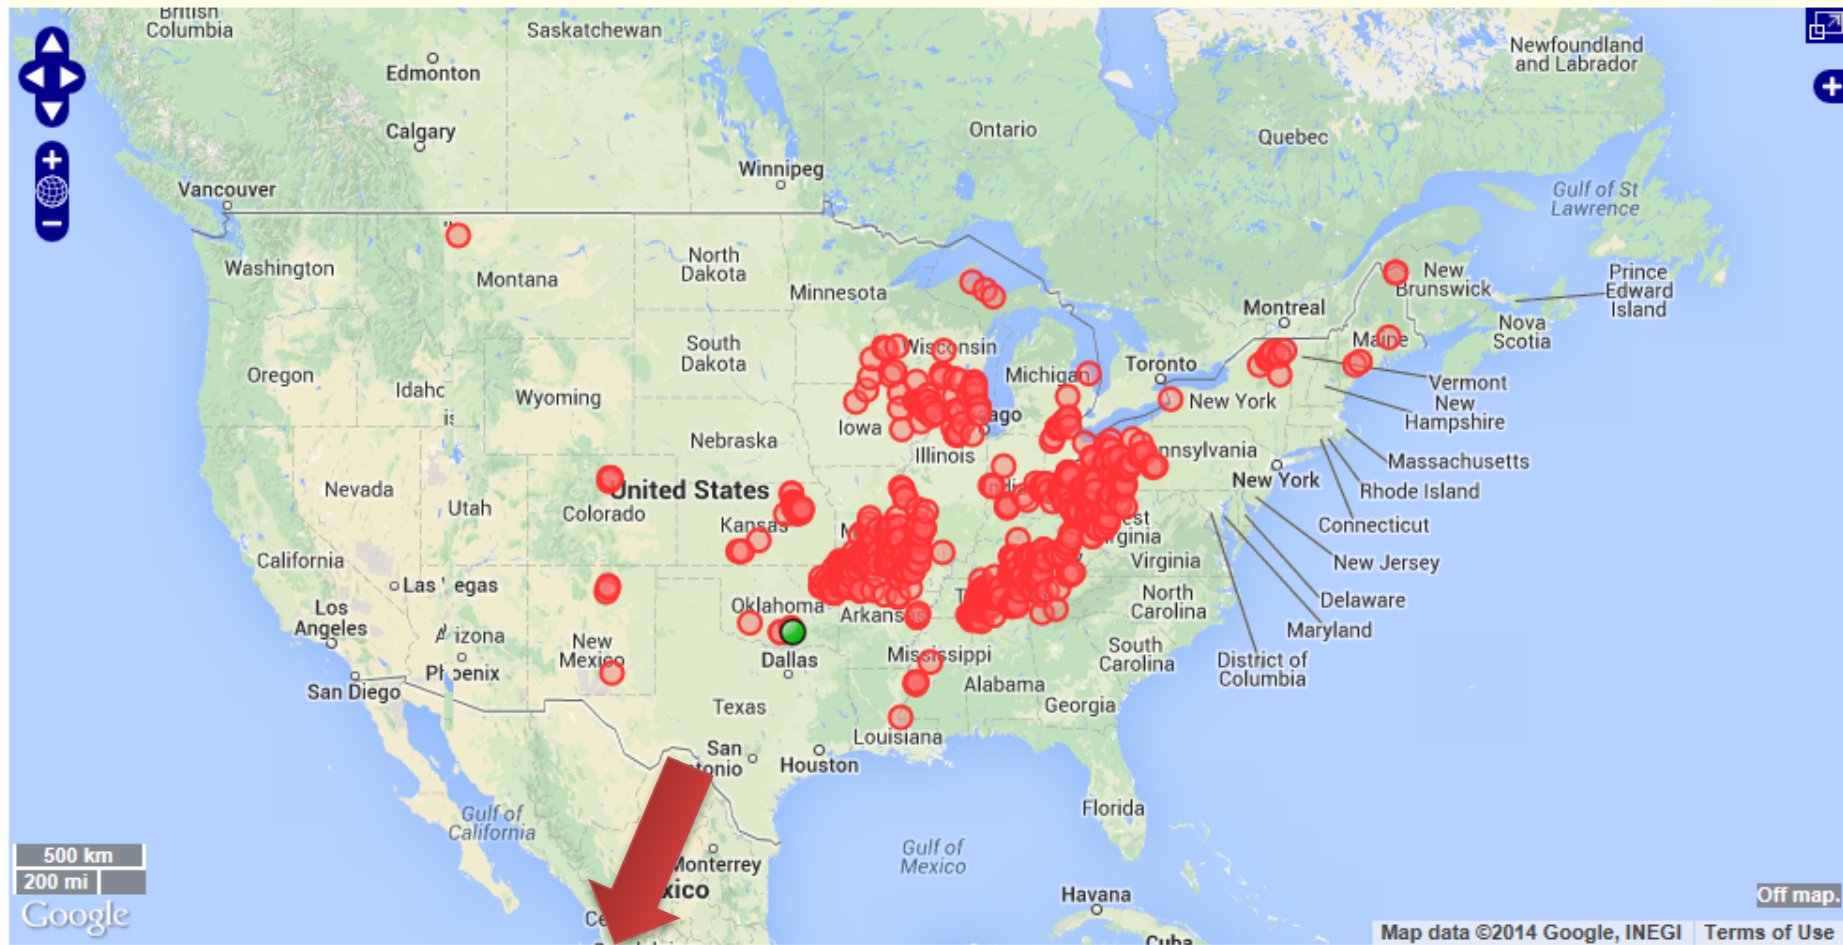 British
Columbia
Saskatchewan
Newfoundland
and Labrador
Edmonton
Calgary
Ontario
Quebec
Winnipeg
Vancouver
Gulf of St
Lawrence
Washington
Montana
North
Dakota
Minnesota
New
Brunswick
Prince
Edward
Island
Montreal
Nova
Scotia
South
Dakota
Wisconsin
Maine
Oregon
Idaho
Wyoming
Michigan
Toronto
Vermont
New York
New
Hampshire
Iowa
Nebraska
Illinois
Massachusetts
Nevada
United States
New York
Rhode Island
Utah
Colorado
Kansas
Connecticut
California
Virginia
New Jersey
Las Vegas
Oklahoma
Arkansas
North
Carolina
Delaware
Los
Angeles
Maryland
New
Mexico
Dallas
Mississippi
South
Carolina
District of
Columbia
Phoenix
San Diego
Texas
Alabama
Georgia
Louisiana
San
Houston
Florida
Gulf of
California
Gulf of
Mexico
500 km
200 mi
Monterrey
Havana
Off map.
Google
Cuba
Map data ©2014 Google, INEGI
Terms of Use